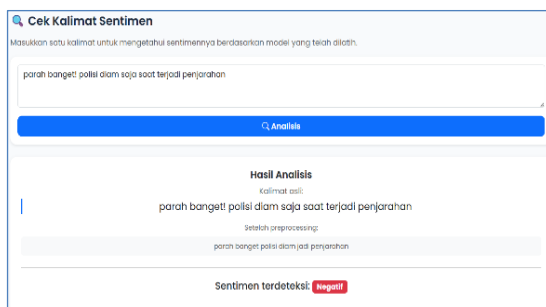 Cek Kalimat Sentimen
Masukkan satu kalimat untuk mengetahui sentimennya berdasarkan model yang telah dilatih.
parah banget! polisi diam saja saat terjadi penjarahan
Analisis
Hasil Analisis
Kalimat asli:
parah banget! polisi diam saja saat terjadi penjarahan
Setelah preprocessing:
parah banget polisi diam jadi penjarahan
Sentimen terdeteksi: Negatif